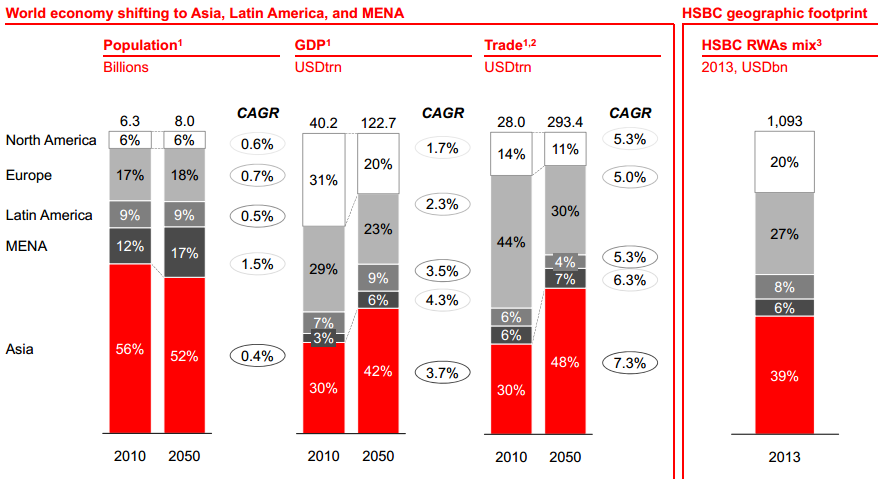 World economy shifting to Asia, Latin America, and MENA
HSBC geographic footprint
Population¹
Billions
GDP¹
USDtrn
Trade¹,²
USDtrn
HSBC RWAs mix³
2013, USDbn
6.3 8.0 CAGR 40.2 122.7 CAGR 28.0 293.4 CAGR 1,093
North America 6% 6% 0.6% 31% 20% 1.7% 14% 11% 5.3% 20%
Europe 17% 18% 0.7% 29% 23% 2.3% 44% 30% 5.0% 27%
Latin America 9% 9% 0.5% 7% 9% 3.5% 6% 4% 5.3% 8%
MENA 12% 17% 1.5% 3% 6% 4.3% 6% 7% 6.3% 6%
Asia 56% 52% 0.4% 30% 42% 3.7% 30% 48% 7.3% 39%
2010 2050 2010 2050 2010 2050 2013